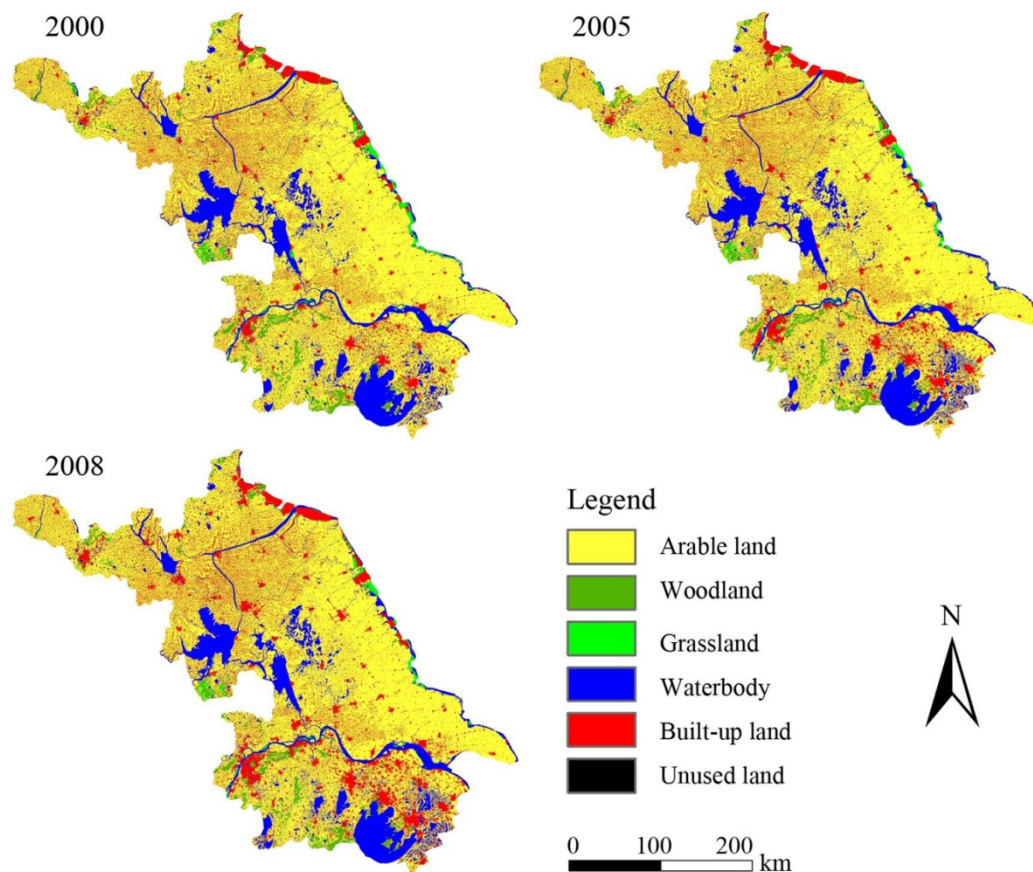 2000
2005
2008
Legend
Arable land
Woodland
Grassland
Waterbody
Built-up land
Unused land
N
0 100 200
km